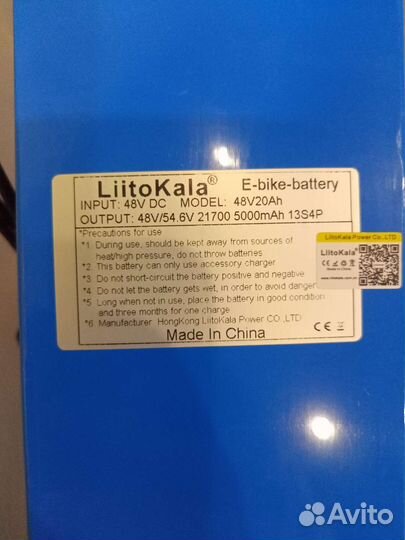 LiitoKala® E-bike-battery
INPUT: 48V DC MODEL: 48V20Ah
OUTPUT: 48V/54.6V 21700 5000mAh 13S4P
*Precautions for use
*1 During use, should be kept away from sources of
heat/high pressure, do not throw batteries
*2 This battery can only use accessory charger
*3 Do not short-circuit the battery positive and negative
*4 Do not let the battery gets wet, in order to avoid danger
*5 Long when not in use, place the battery in good condition
and three months for one charge
*6 Manufacturer HongKong LiitoKala Power CO.,LTD
Made In China
CE
LiitoKala Power Co.,LTD
LiitoKala®
Made In China
Avito